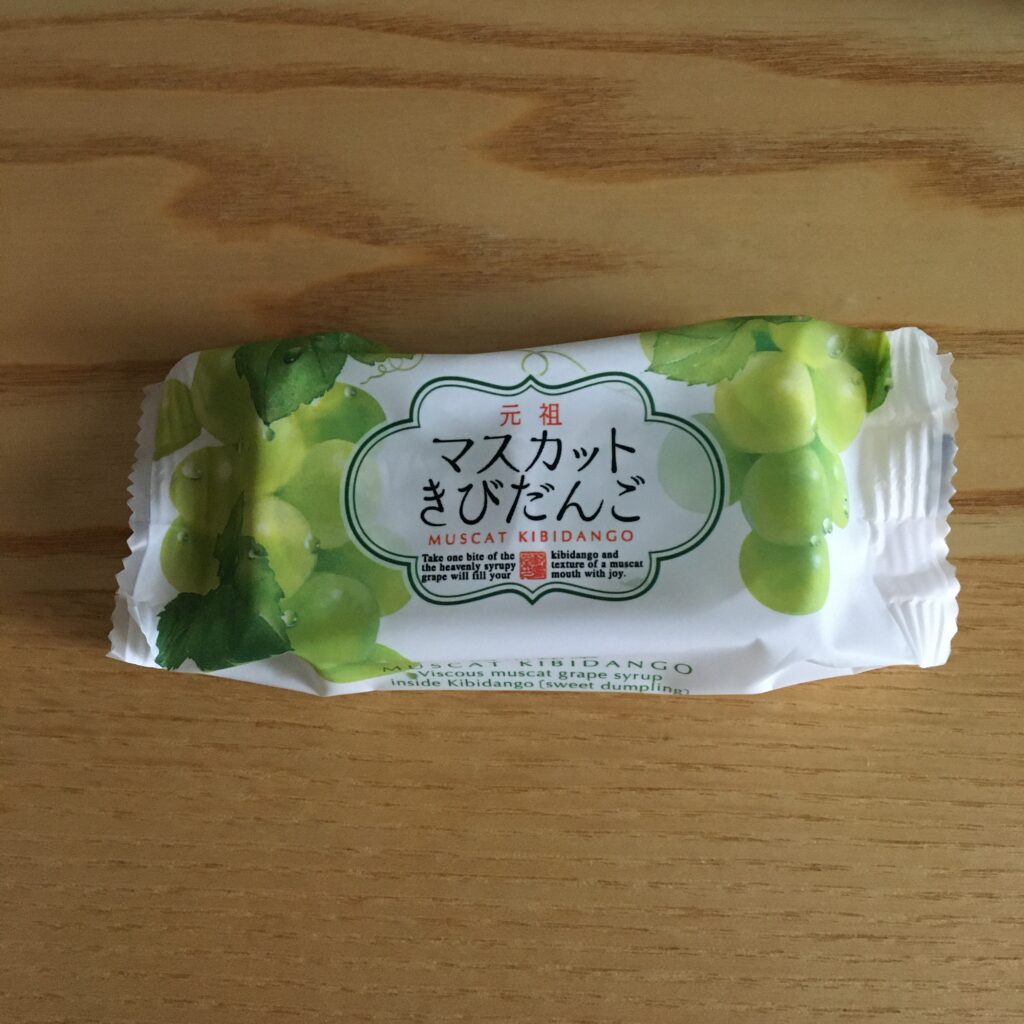 元祖
マスカット
きびだんご
MUSCAT KIBIDANGO
Take one bite of the kibidango and
the heavenly syrupy texture of a muscat
grape will fill your mouth with joy.
MUSCAT KIBIDANGO
Viscous muscat grape syrup
inside Kibidango [sweet dumpling]